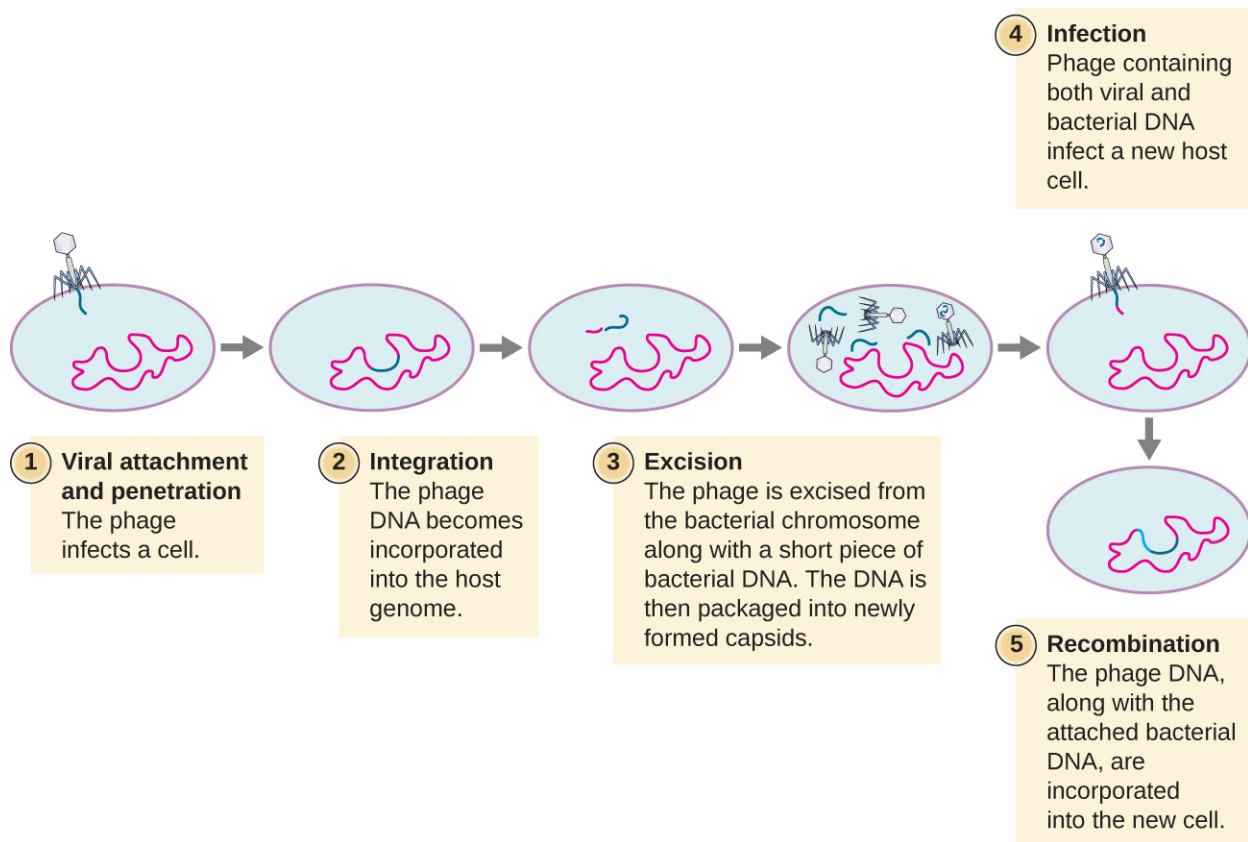 1 Viral attachment
and penetration
The phage
infects a cell.
2 Integration
The phage
DNA becomes
incorporated
into the host
genome.
3 Excision
The phage is excised from
the bacterial chromosome
along with a short piece of
bacterial DNA. The DNA is
then packaged into newly
formed capsids.
4 Infection
Phage containing
both viral and
bacterial DNA
infect a new host
cell.
5 Recombination
The phage DNA,
along with the
attached bacterial
DNA, are
incorporated
into the new cell.